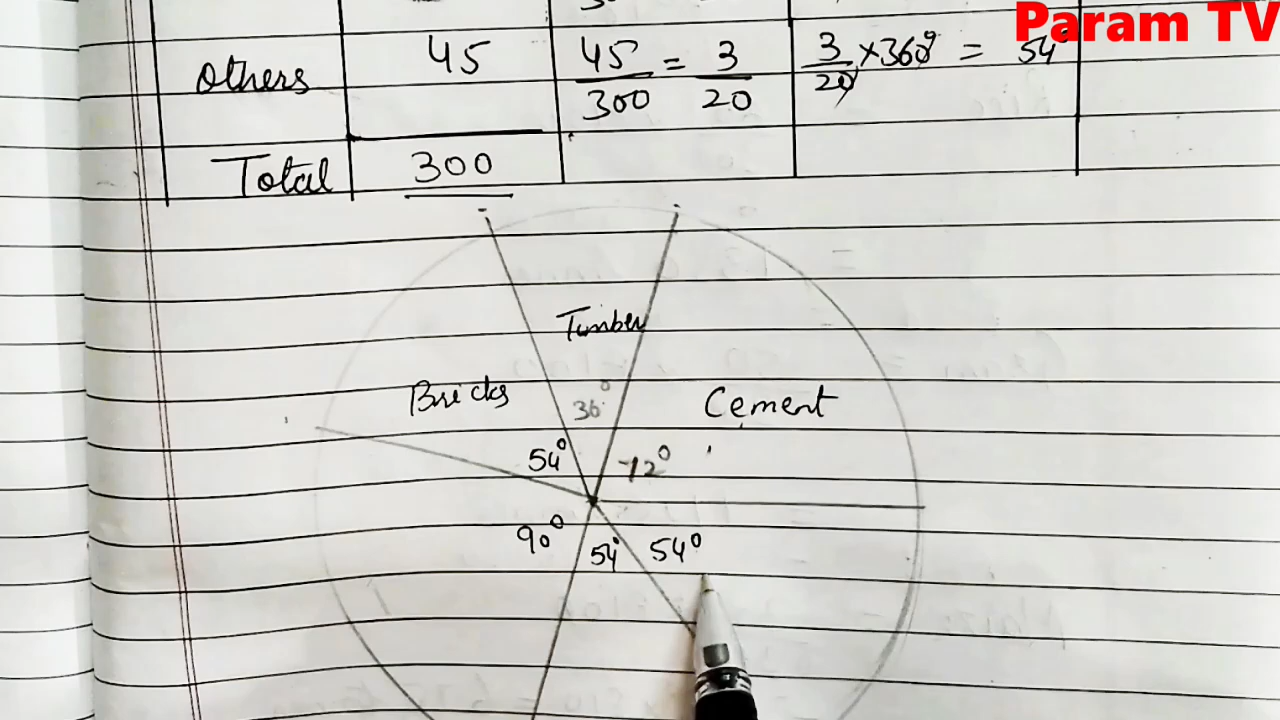 Param TV
others 45 45/300 = 3/20 3/20 × 360° = 54
Total 300
Timber
Bricks 36° Cement
54° 72°
90° 54° 54°